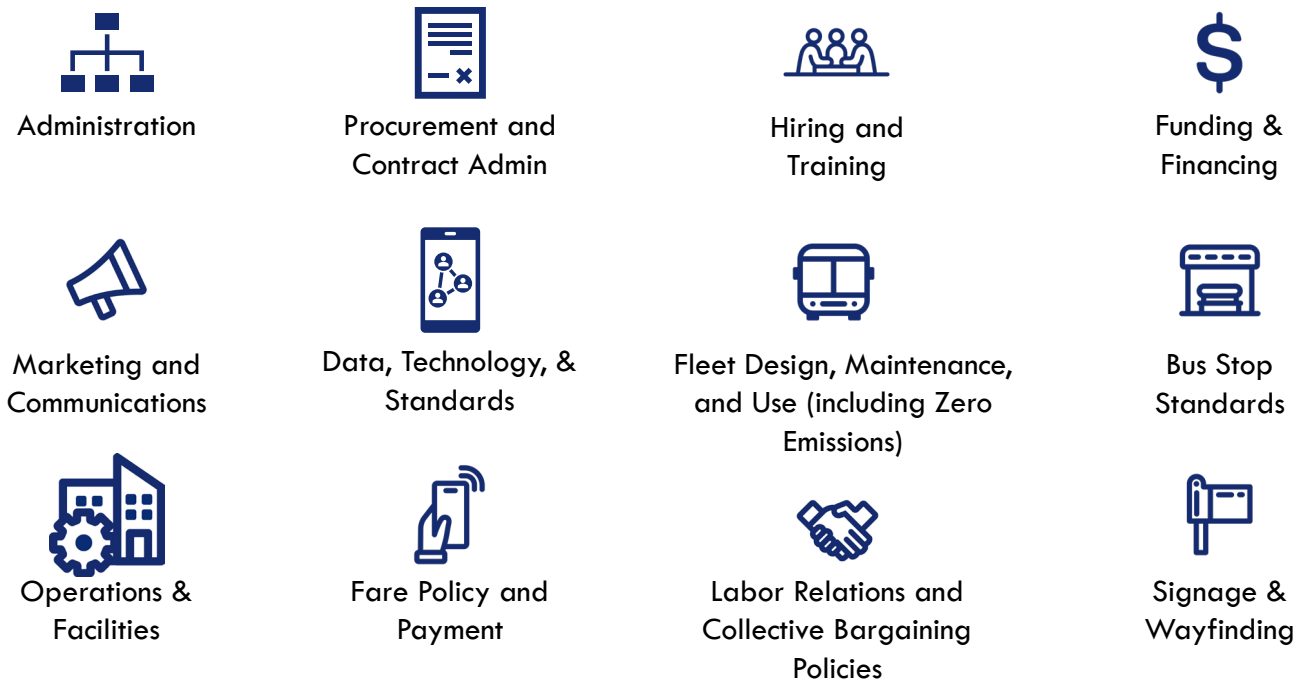 Administration
Procurement and
Contract Admin
Hiring and
Training
$
Funding &
Financing
Marketing and
Communications
Data, Technology, &
Standards
Fleet Design, Maintenance,
and Use (including Zero
Emissions)
Bus Stop
Standards
Operations &
Facilities
Fare Policy and
Payment
Labor Relations and
Collective Bargaining
Policies
Signage &
Wayfinding